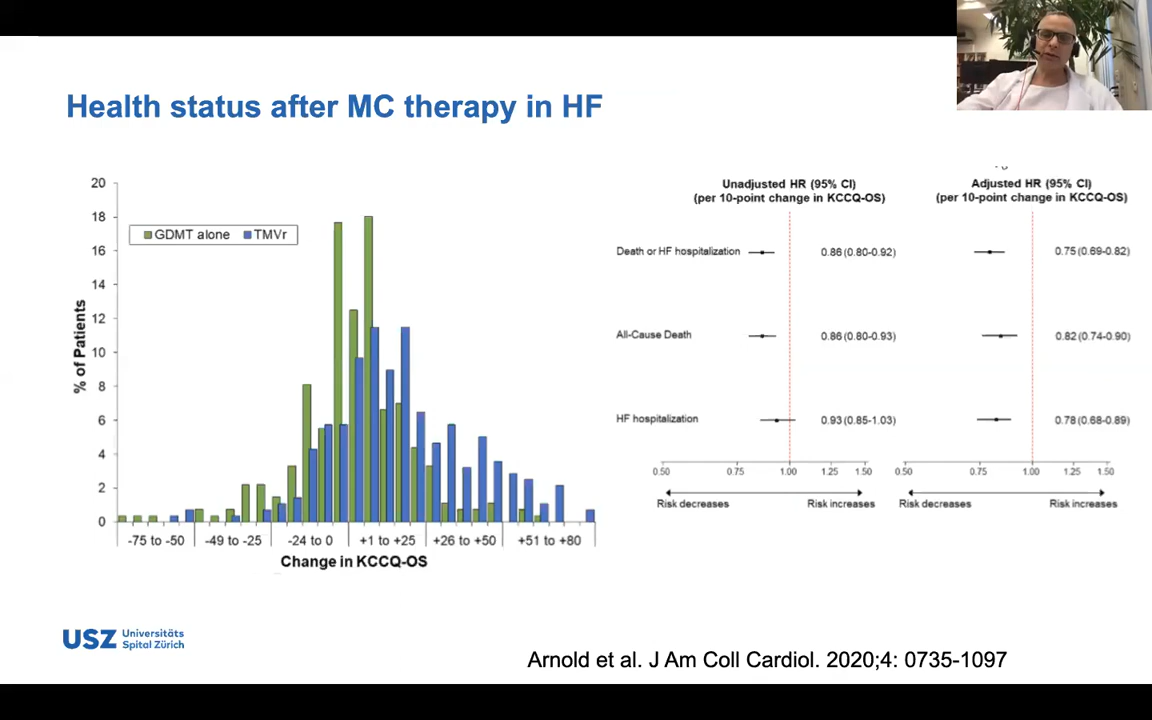 Health status after MC therapy in HF
20
18
16
14
12
10
8
6
4
2
0
% of Patients
GDMT alone TMVr
-75 to -50 -49 to -25 -24 to 0 +1 to +25 +26 to +50 +51 to +80
Change in KCCQ-OS
Unadjusted HR (95% CI)
(per 10-point change in KCCQ-OS)
Adjusted HR (95% CI)
(per 10-point change in KCCQ-OS)
Death or HF hospitalization 0.86 (0.80-0.92) 0.75 (0.69-0.82)
All-Cause Death 0.86 (0.80-0.93) 0.82 (0.74-0.90)
HF hospitalization 0.93 (0.85-1.03) 0.78 (0.68-0.89)
0.50 0.75 1.00 1.25 1.50 0.50 0.75 1.00 1.25 1.50
Risk decreases Risk increases Risk decreases Risk increases
USZ Universitäts
Spital Zürich
Arnold et al. J Am Coll Cardiol. 2020;4: 0735-1097